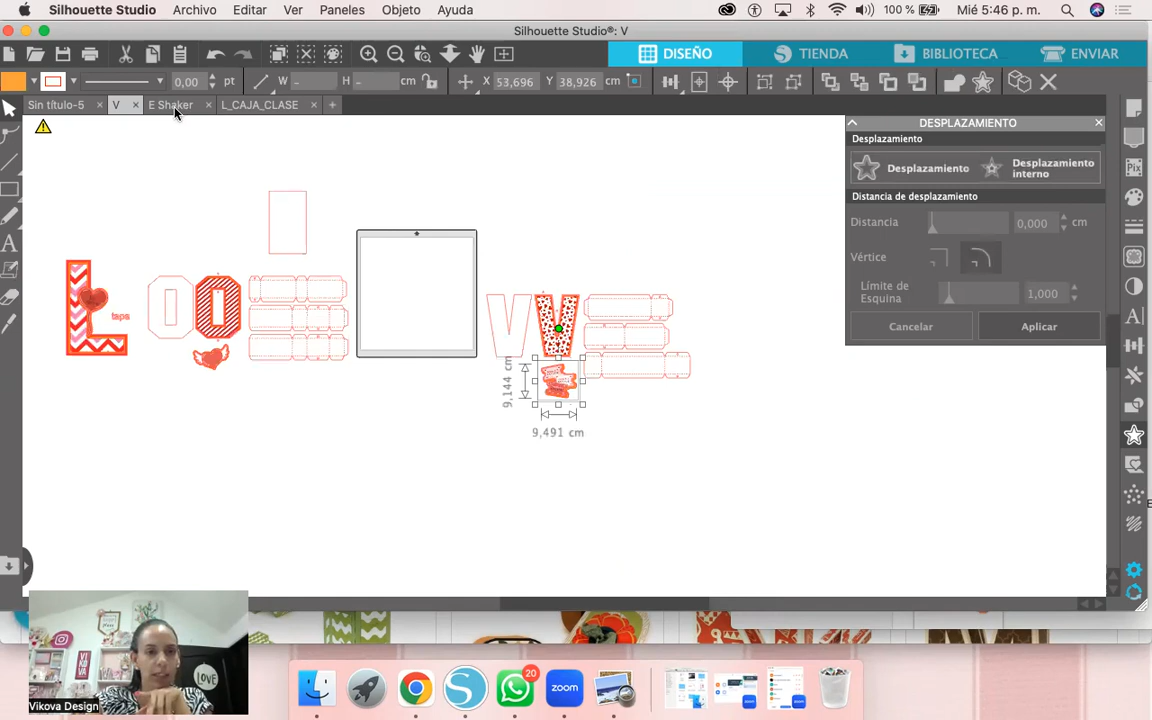 Silhouette Studio Archivo Editar Ver Paneles Objeto Ayuda 100 % Mié 5:46 p. m.
Silhouette Studio®: V
DISEÑO TIENDA BIBLIOTECA ENVIAR
0,00 pt W - H - cm X 53,696 Y 38,926 cm
Sin título-5 V E Shaker L_CAJA_CLASE
DESPLAZAMIENTO
Desplazamiento
Desplazamiento Desplazamiento
interno
Distancia de desplazamiento
Distancia 0,000 cm
Vértice
Límite de
Esquina 1,000
Cancelar Aplicar
taps
9,144 cm
9,491 cm
LOVE
Vikova Design
20
zoom